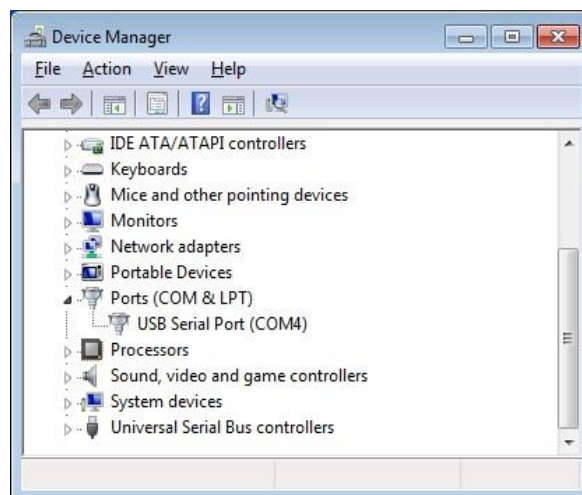 Device Manager
File Action View Help
IDE ATA/ATAPI controllers
Keyboards
Mice and other pointing devices
Monitors
Network adapters
Portable Devices
Ports (COM & LPT)
USB Serial Port (COM4)
Processors
Sound, video and game controllers
System devices
Universal Serial Bus controllers